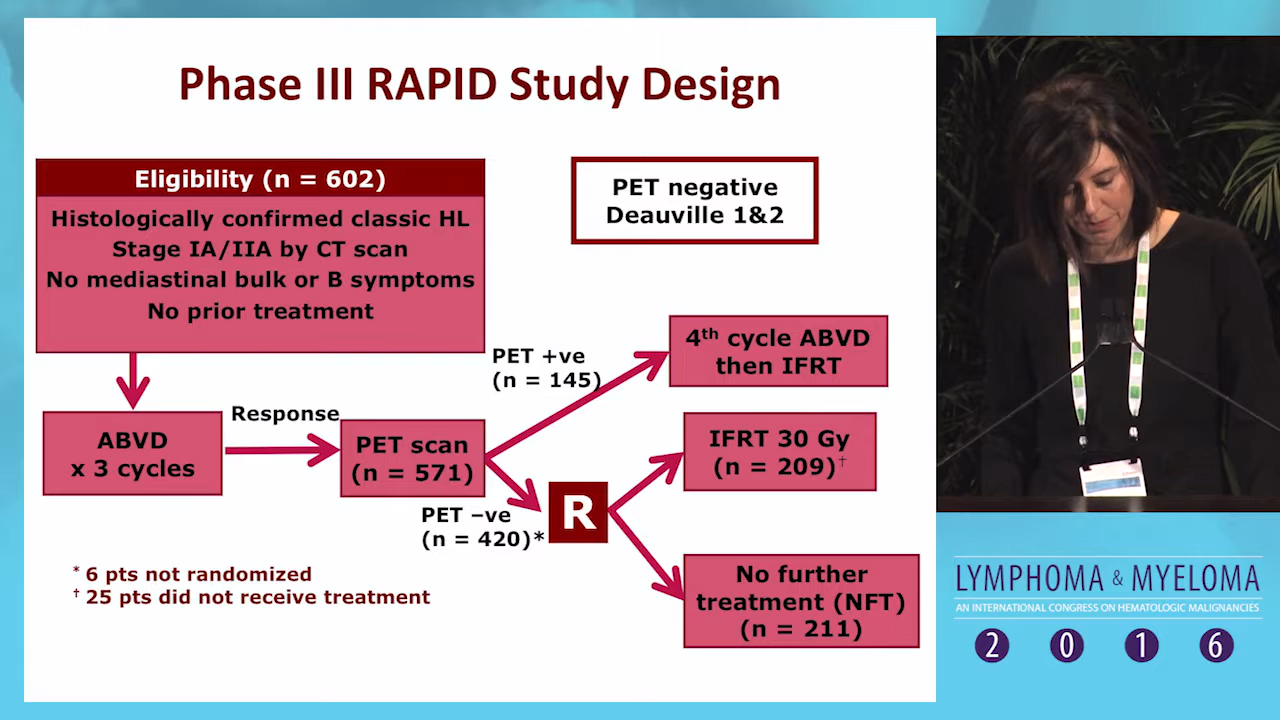 Phase III RAPID Study Design
Eligibility (n = 602)
Histologically confirmed classic HL
Stage IA/IIA by CT scan
No mediastinal bulk or B symptoms
No prior treatment
PET negative
Deauville 1&2
ABVD
x 3 cycles
Response
PET scan
(n = 571)
PET +ve
(n = 145)
4th cycle ABVD
then IFRT
PET –ve
(n = 420)*
R
IFRT 30 Gy
(n = 209)†
No further
treatment (NFT)
(n = 211)
* 6 pts not randomized
† 25 pts did not receive treatment
LYMPHOMA & MYELOMA
AN INTERNATIONAL CONGRESS ON HEMATOLOGIC MALIGNANCIES
2 0 1 6